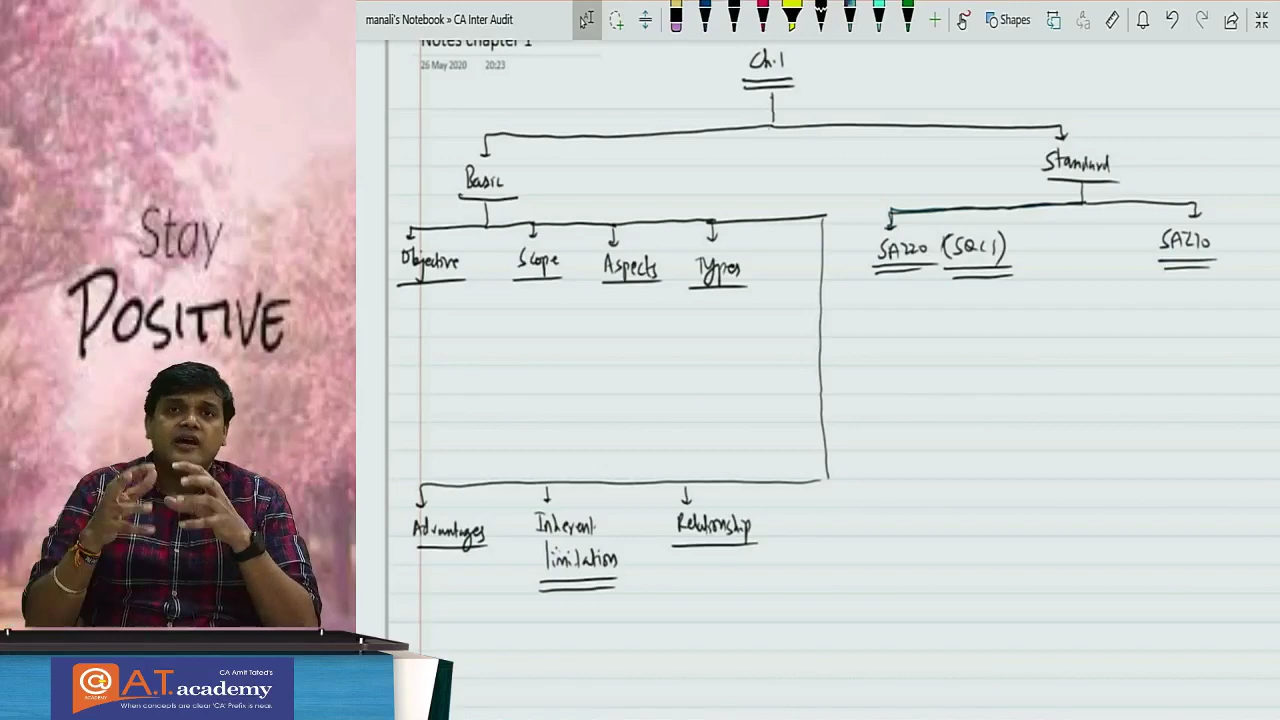 manali's Notebook » CA Inter Audit
Shapes
Notes chapter 1
26 May 2020 20:23
Ch.1
Basic
Standard
Objective
Scope
Aspects
Types
SA220 (SQC1)
SA210
Advantages
Inherent
limitation
Relationship
Stay
POSITIVE
CA Amit Tated's
@
ACADEMY
A.T. academy
When concepts are clear 'CA' Prefix is near.